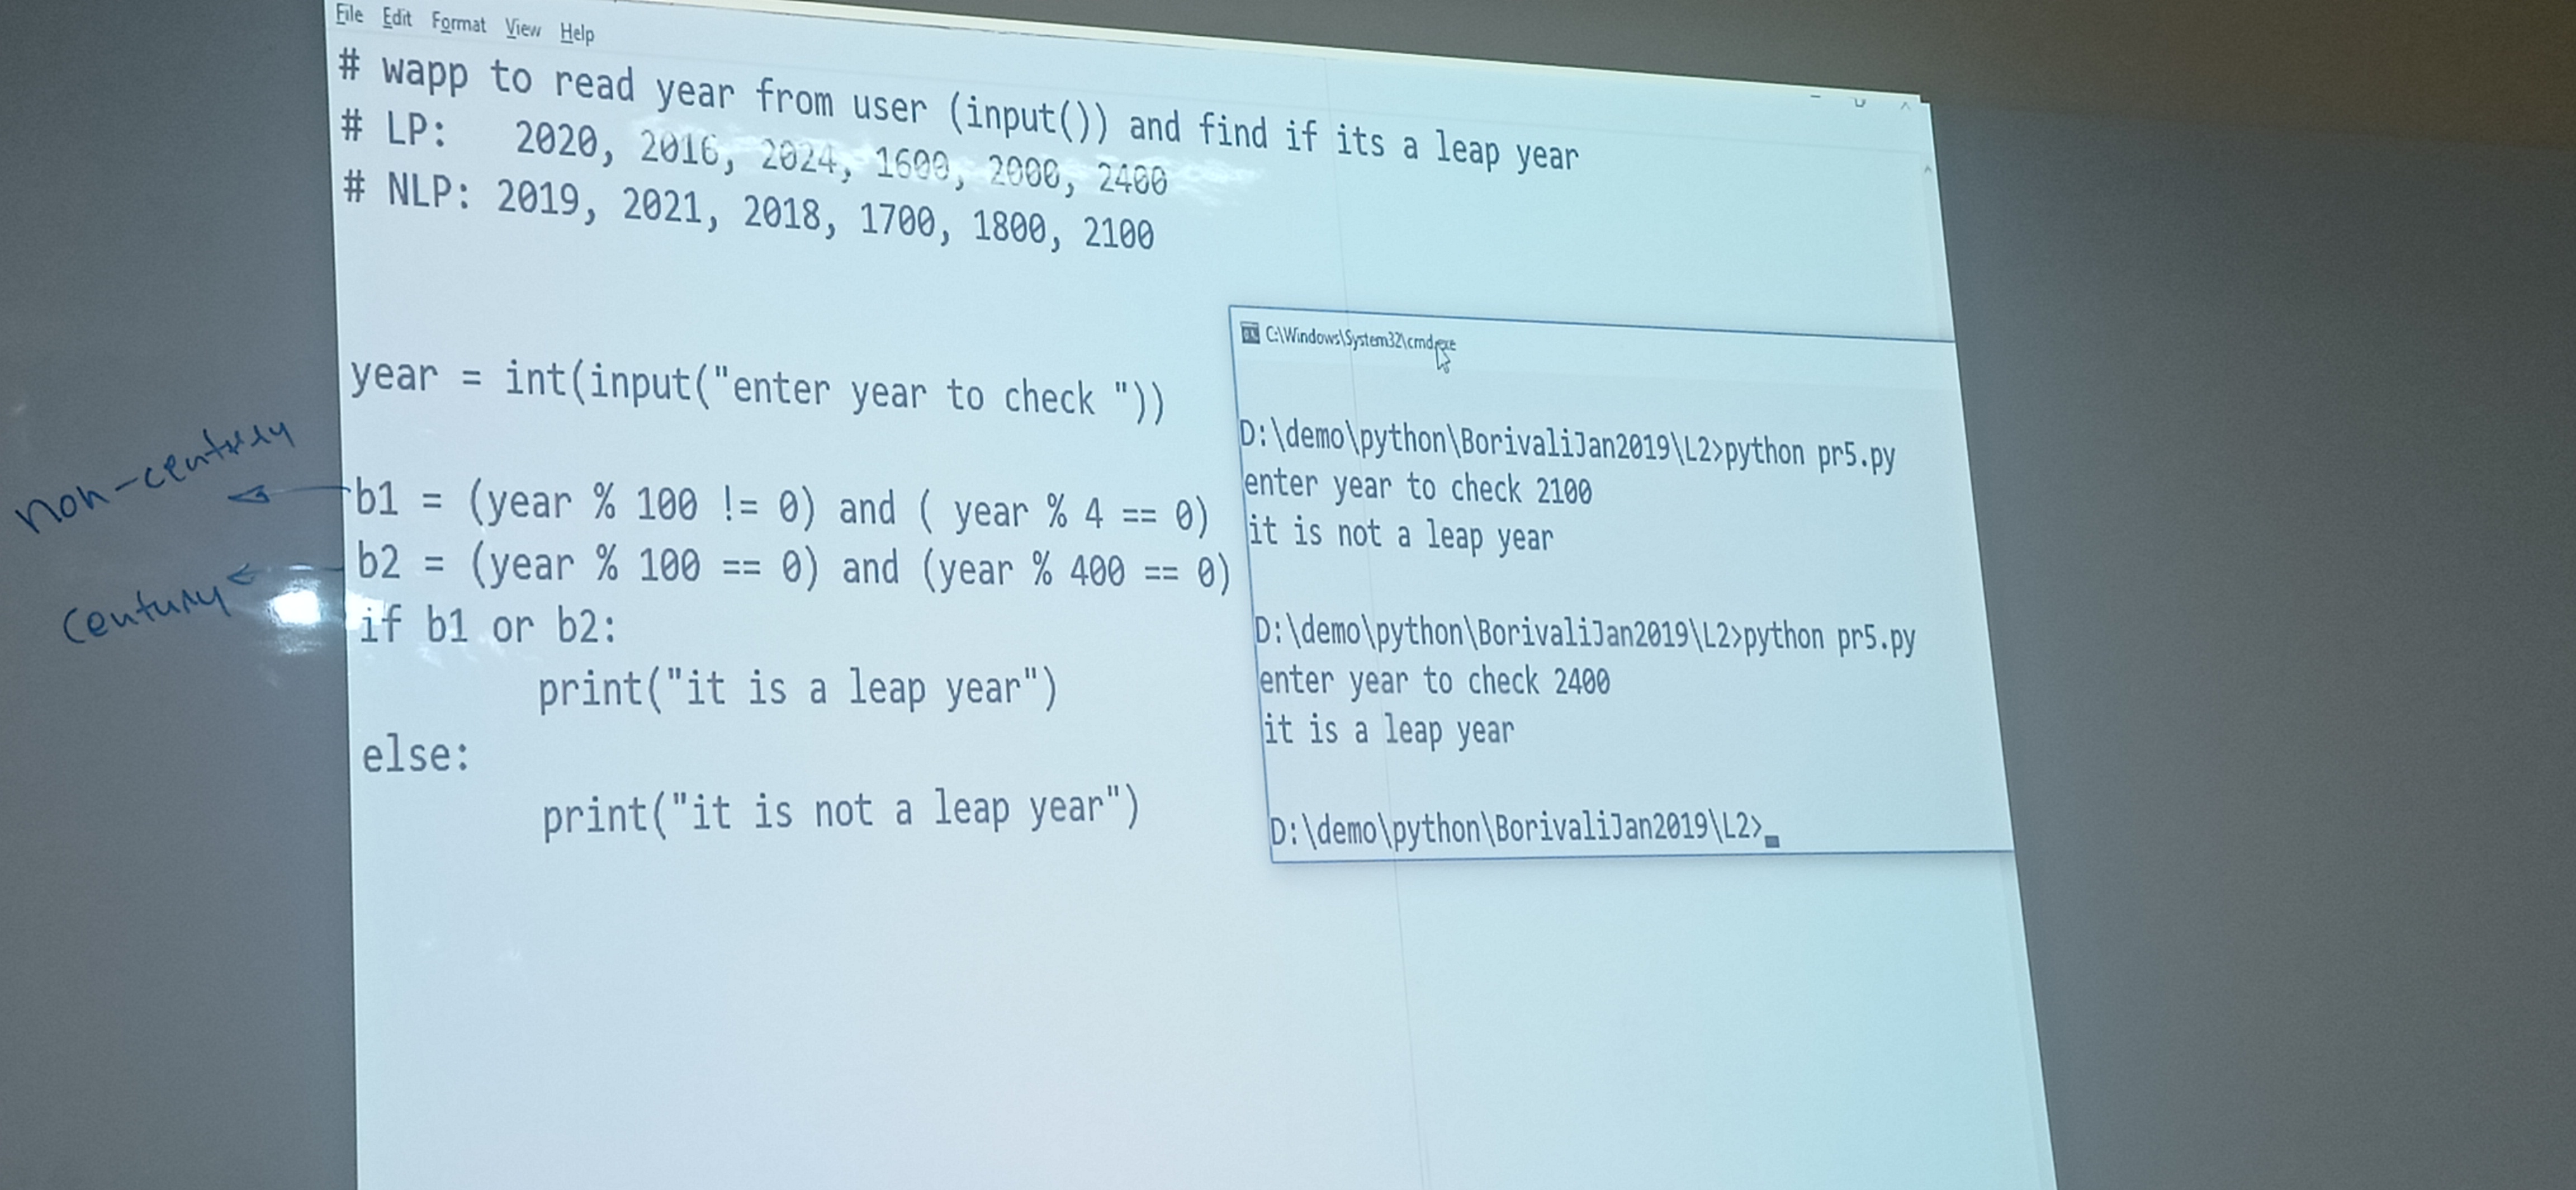 File Edit Format View Help
# wapp to read year from user (input()) and find if its a leap year
# LP:   2020, 2016, 2024, 1600, 2000, 2400
# NLP: 2019, 2021, 2018, 1700, 1800, 2100
year = int(input("enter year to check "))
non-century
b1 = (year % 100 != 0) and ( year % 4 == 0)
b2 = (year % 100 == 0) and (year % 400 == 0)
century
if b1 or b2:
print("it is a leap year")
else:
print("it is not a leap year")
C:\Windows\System32\cmd.exe
D:\demo\python\BorivaliJan2019\L2>python pr5.py
enter year to check 2100
it is not a leap year
D:\demo\python\BorivaliJan2019\L2>python pr5.py
enter year to check 2400
it is a leap year
D:\demo\python\BorivaliJan2019\L2>